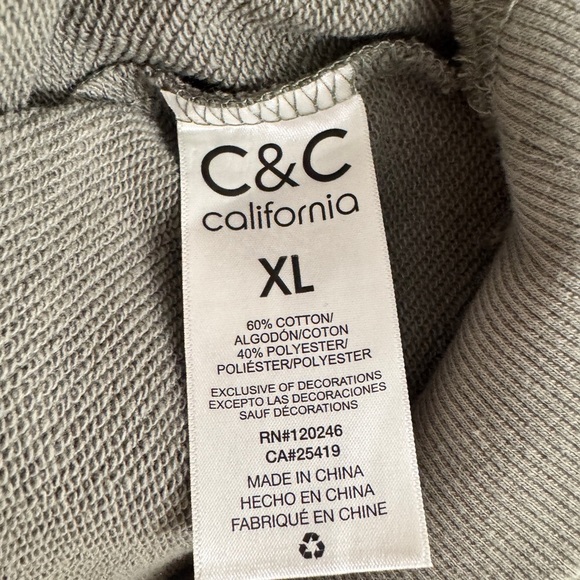 C&C
california
XL
60% COTTON/
ALGODÓN/COTON
40% POLYESTER/
POLIÉSTER/POLYESTER
EXCLUSIVE OF DECORATIONS
EXCEPTO LAS DECORACIONES
SAUF DÉCORATIONS
RN#120246
CA#25419
MADE IN CHINA
HECHO EN CHINA
FABRIQUÉ EN CHINE